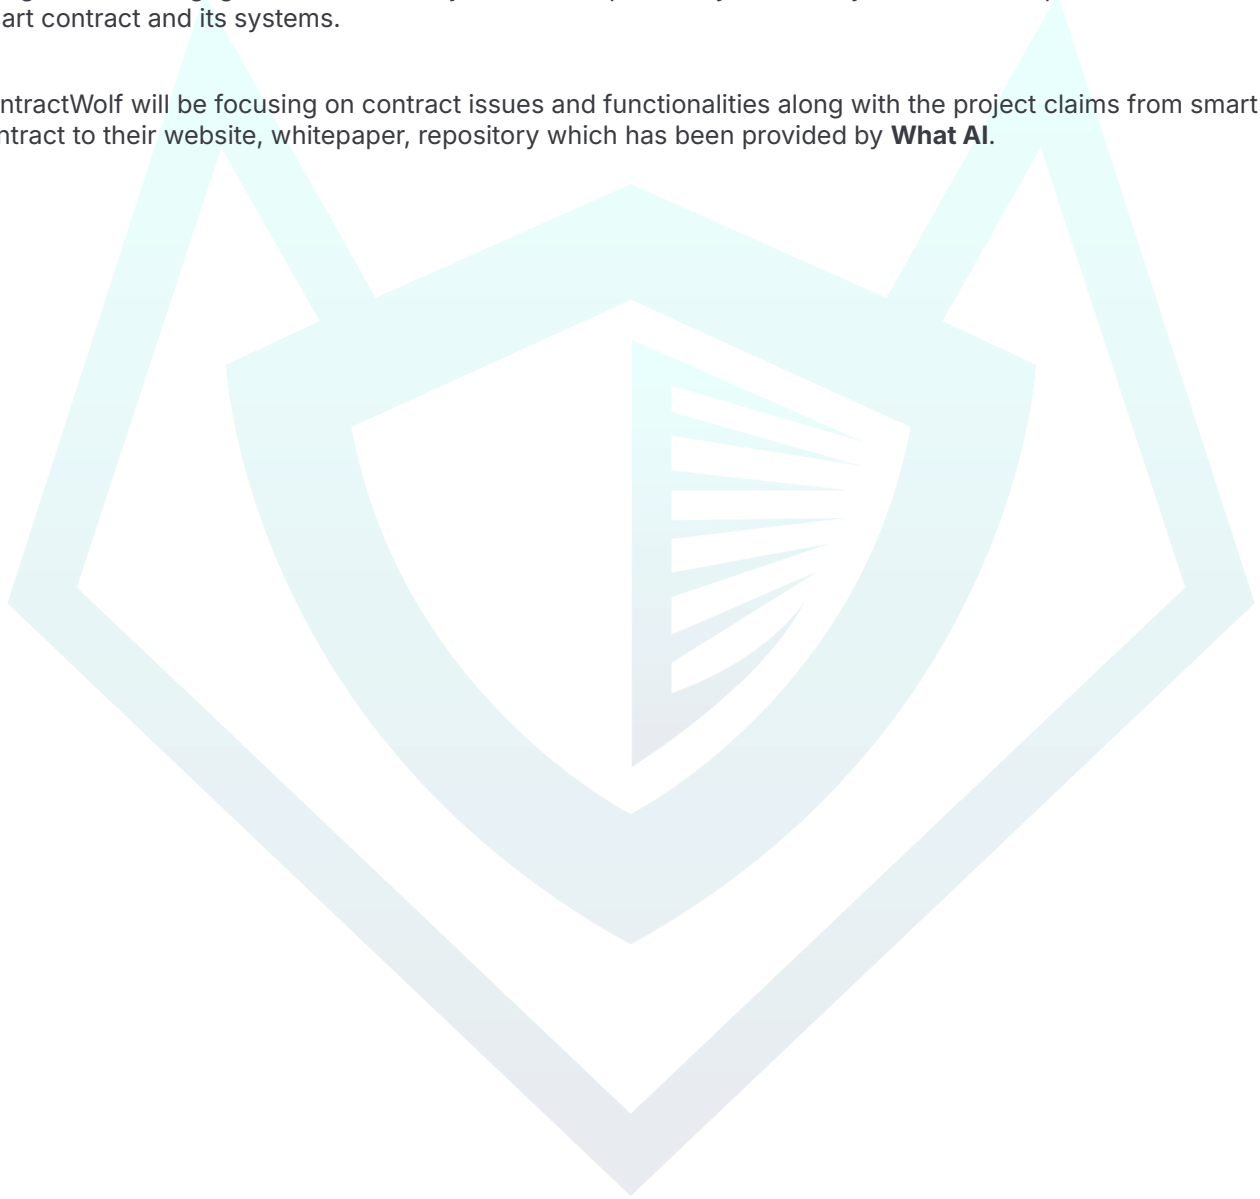 art contract and its systems.
ntractWolf will be focusing on contract issues and functionalities along with the project claims from smart
ntract to their website, whitepaper, repository which has been provided by What AI.